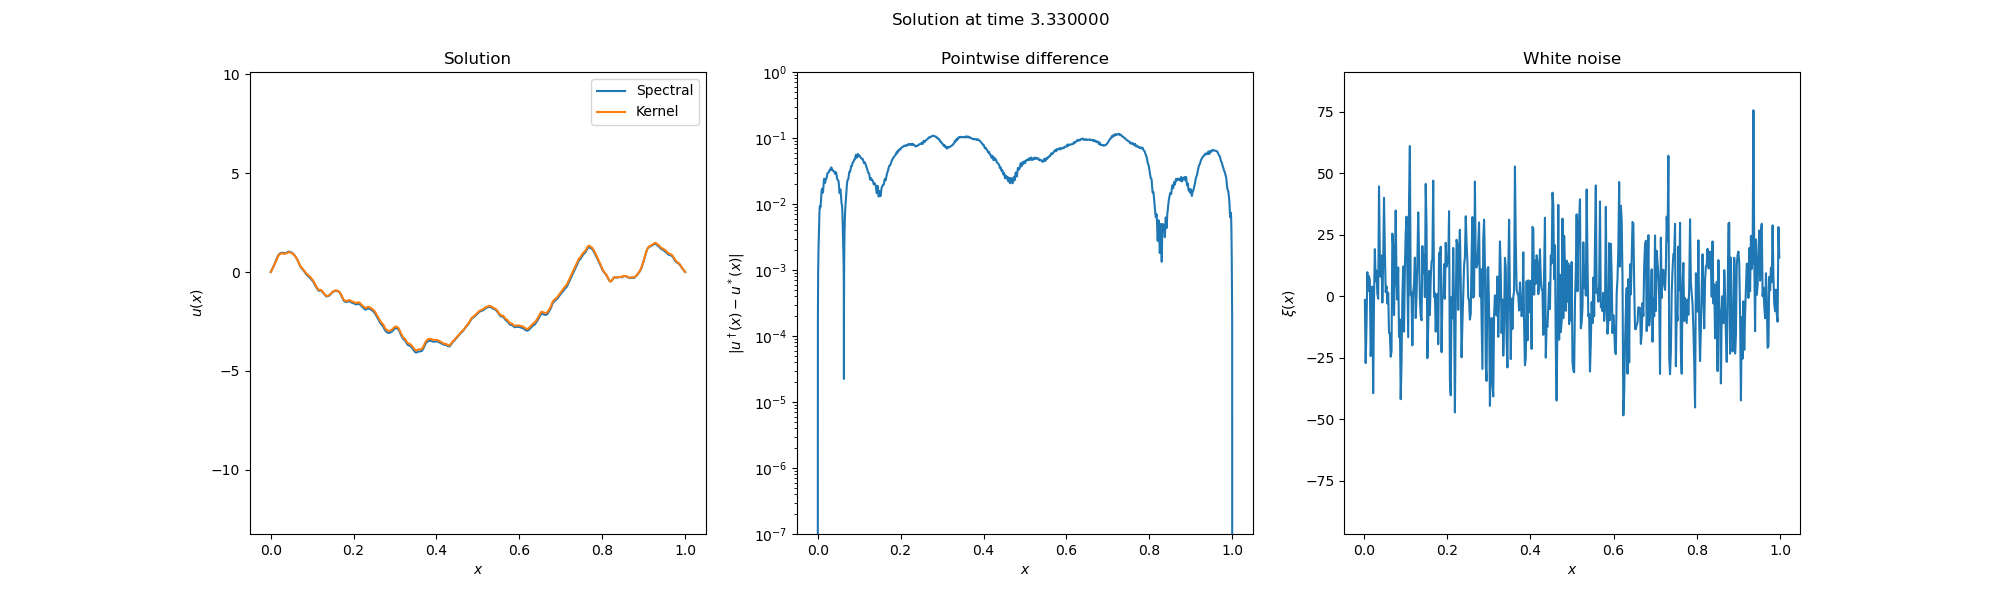 Solution at time 3.330000
Solution
10
5
0
−5
−10
0.0 0.2 0.4 0.6 0.8 1.0
x
u(x)
Spectral
Kernel
Pointwise difference
10⁰
10⁻¹
10⁻²
10⁻³
10⁻⁴
10⁻⁵
10⁻⁶
10⁻⁷
0.0 0.2 0.4 0.6 0.8 1.0
x
|u†(x) − u*(x)|
White noise
75
50
25
0
−25
−50
−75
0.0 0.2 0.4 0.6 0.8 1.0
x
ξ(x)